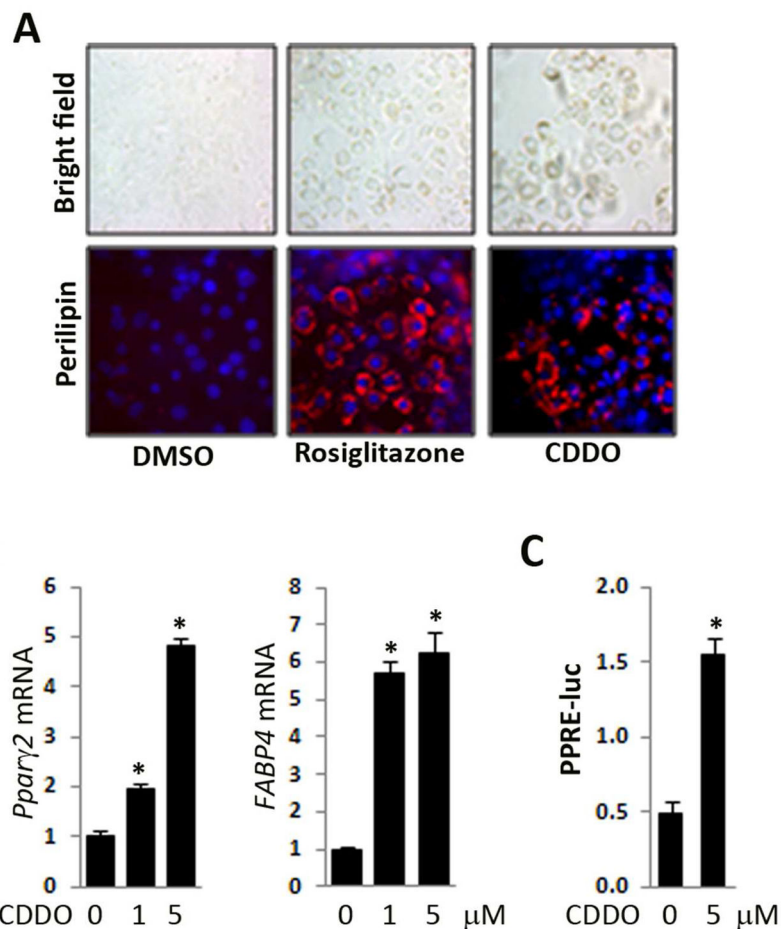 A
Bright field
Perilipin
DMSO Rosiglitazone CDDO
6
5
4
3
2
1
0
Pparγ2 mRNA
*
*
CDDO 0 1 5
8
7
6
5
4
3
2
1
0
FABP4 mRNA
*
*
0 1 5 μM
C
2.0
1.5
1.0
0.5
0.0
PPRE-luc
*
CDDO 0 5 μM